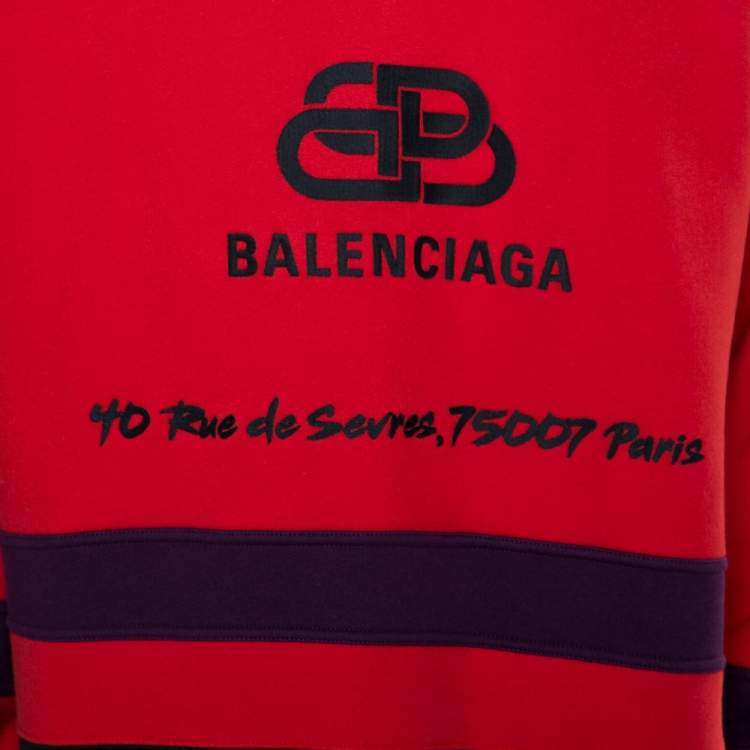 BALENCIAGA
40 Rue de Sevres, 75007 Paris